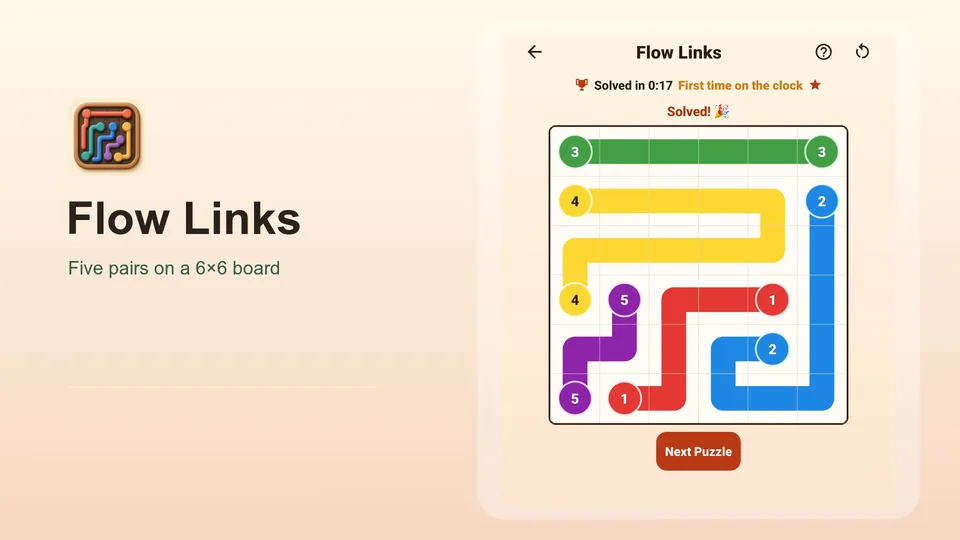 Flow Links
Five pairs on a 6×6 board
Flow Links
Solved in 0:17 First time on the clock
Solved! 🎉
3 3
4 2
4 5 1
2
5 1
Next Puzzle